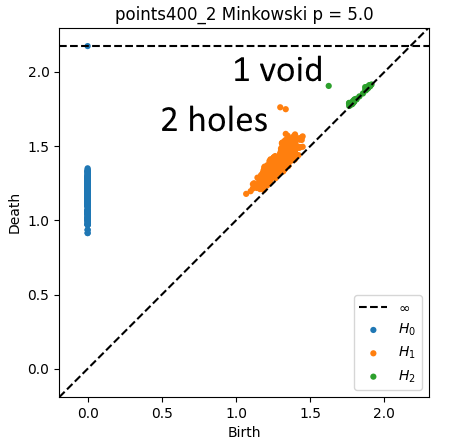 points400_2 Minkowski p = 5.0
1 void
2 holes
2.0
1.5
1.0
0.5
0.0
Death
∞
H₀
H₁
H₂
0.0 0.5 1.0 1.5 2.0
Birth